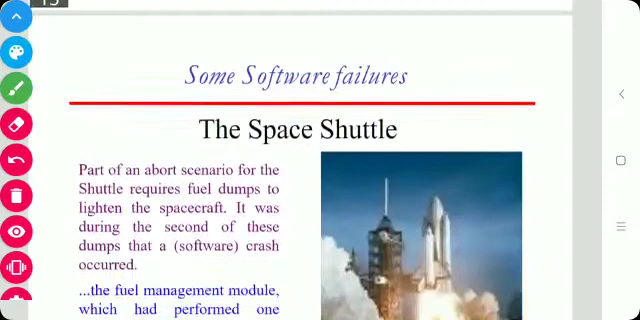 Some Software failures
The Space Shuttle
Part of an abort scenario for the
Shuttle requires fuel dumps to
lighten the spacecraft. It was
during the second of these
dumps that a (software) crash
occurred.
...the fuel management module,
which had performed one